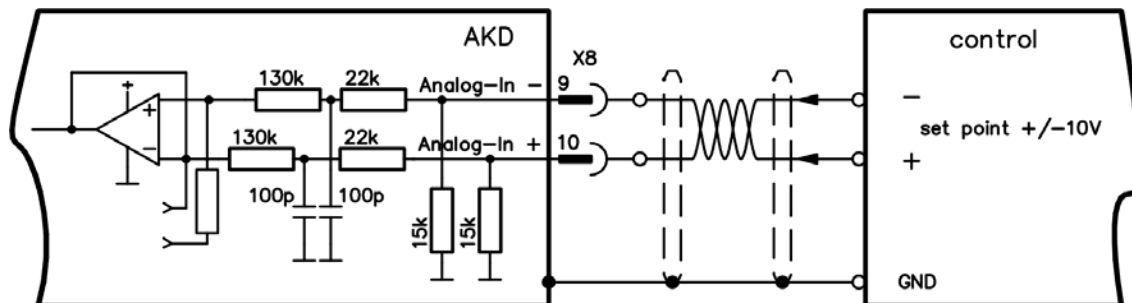 AKD
X8
control
130k
22k
Analog-In -
9
-
+
set point +/-10V
130k
22k
Analog-In +
10
-
+
100p
100p
15k
15k
GND
+